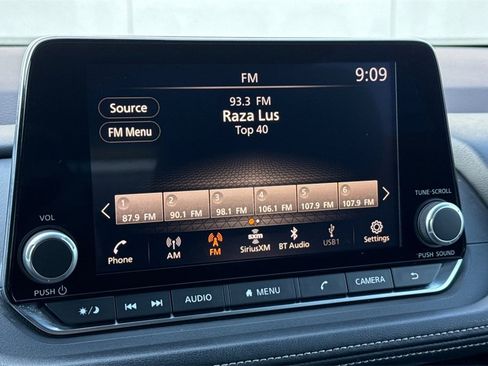 FM
9:09
Source
93.3 FM
Raza Lus
FM Menu
Top 40
1 2 3 4 5 6
87.9 FM 90.1 FM 98.1 FM 106.1 FM 107.9 FM 107.9 FM
Phone AM FM SiriusXM BT Audio USB1 Settings
sxm
VOL
TUNE·SCROLL
PUSH
PUSH SOUND
AUDIO MENU CAMERA